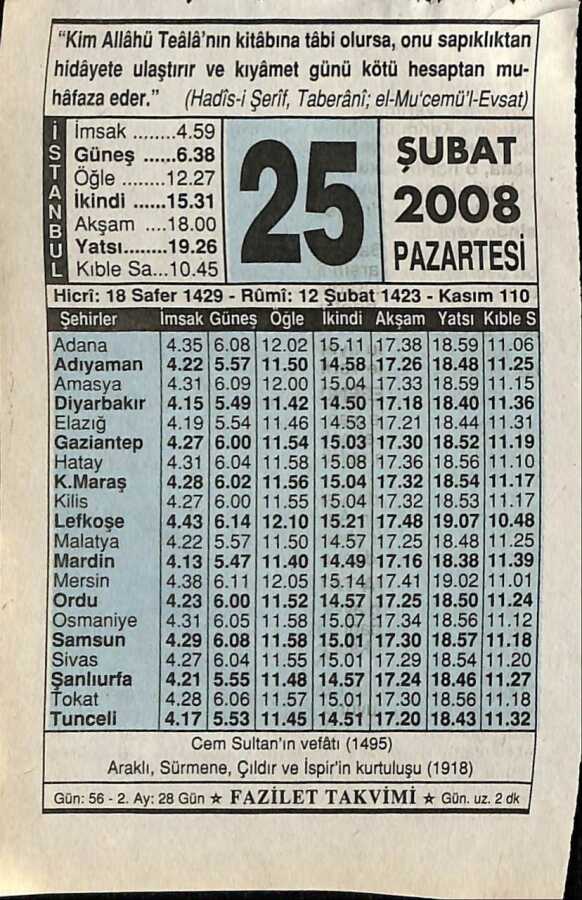 "Kim Allâhü Teâlâ'nın kitâbına tâbi olursa, onu sapıklıktan
hidâyete ulaştırır ve kıyâmet günü kötü hesaptan mu-
hâfaza eder." (Hadîs-i Şerîf, Taberânî; el-Mu'cemü'l-Evsat)
İSTANBUL
İmsak ........4.59
Güneş ......6.38
Öğle ........12.27
İkindi ......15.31
Akşam ....18.00
Yatsı........19.26
Kıble Sa...10.45
25
ŞUBAT
2008
PAZARTESİ
Hicrî: 18 Safer 1429 - Rûmî: 12 Şubat 1423 - Kasım 110
Şehirler İmsak Güneş Öğle İkindi Akşam Yatsı Kıble S
Adana 4.35 6.08 12.02 15.11 17.38 18.59 11.06
Adıyaman 4.22 5.57 11.50 14.58 17.26 18.48 11.25
Amasya 4.31 6.09 12.00 15.04 17.33 18.59 11.15
Diyarbakır 4.15 5.49 11.42 14.50 17.18 18.40 11.36
Elazığ 4.19 5.54 11.46 14.53 17.21 18.44 11.31
Gaziantep 4.27 6.00 11.54 15.03 17.30 18.52 11.19
Hatay 4.31 6.04 11.58 15.08 17.36 18.56 11.10
K.Maraş 4.28 6.02 11.56 15.04 17.32 18.54 11.17
Kilis 4.27 6.00 11.55 15.04 17.32 18.53 11.17
Lefkoşe 4.43 6.14 12.10 15.21 17.48 19.07 10.48
Malatya 4.22 5.57 11.50 14.57 17.25 18.48 11.25
Mardin 4.13 5.47 11.40 14.49 17.16 18.38 11.39
Mersin 4.38 6.11 12.05 15.14 17.41 19.02 11.01
Ordu 4.23 6.00 11.52 14.57 17.25 18.50 11.24
Osmaniye 4.31 6.05 11.58 15.07 17.34 18.56 11.12
Samsun 4.29 6.08 11.58 15.01 17.30 18.57 11.18
Sivas 4.27 6.04 11.55 15.01 17.29 18.54 11.20
Şanlıurfa 4.21 5.55 11.48 14.57 17.24 18.46 11.27
Tokat 4.28 6.06 11.57 15.01 17.30 18.56 11.18
Tunceli 4.17 5.53 11.45 14.51 17.20 18.43 11.32
Cem Sultan'ın vefâtı (1495)
Araklı, Sürmene, Çıldır ve İspir'in kurtuluşu (1918)
Gün: 56 - 2. Ay: 28 Gün ★ FAZİLET TAKVİMİ ★ Gün. uz. 2 dk